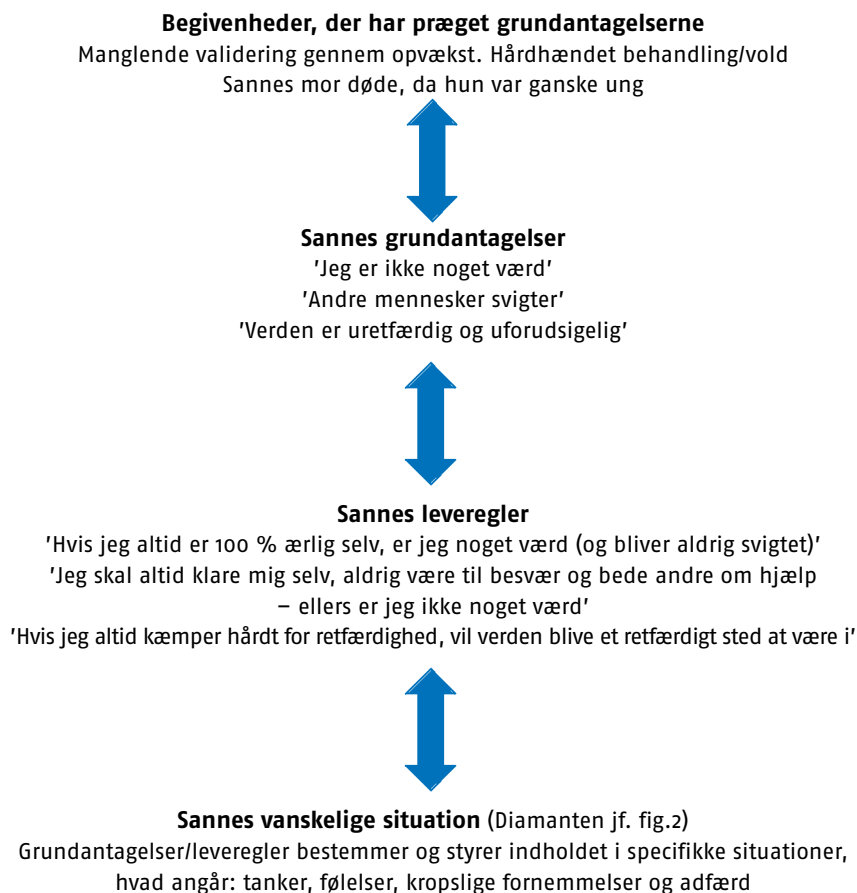 Begivenheder, der har præget grundantagelserne
Manglende validering gennem opvækst. Hårdhændet behandling/vold
Sannes mor døde, da hun var ganske ung
Sannes grundantagelser
'Jeg er ikke noget værd'
'Andre mennesker svigter'
'Verden er uretfærdig og uforudsigelig'
Sannes leveregler
'Hvis jeg altid er 100 % ærlig selv, er jeg noget værd (og bliver aldrig svigtet)'
'Jeg skal altid klare mig selv, aldrig være til besvær og bede andre om hjælp
– ellers er jeg ikke noget værd'
'Hvis jeg altid kæmper hårdt for retfærdighed, vil verden blive et retfærdigt sted at være i'
Sannes vanskelige situation (Diamanten jf. fig.2)
Grundantagelser/leveregler bestemmer og styrer indholdet i specifikke situationer,
hvad angår: tanker, følelser, kropslige fornemmelser og adfærd